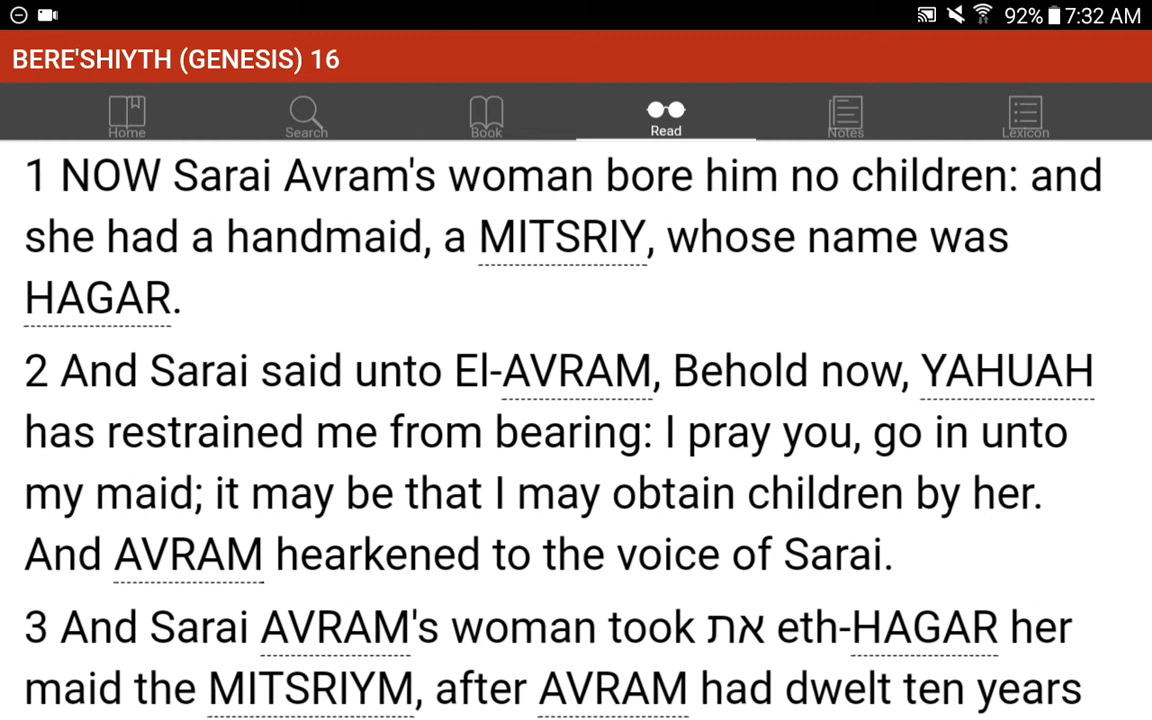 92% 7:32 AM
BERE'SHIYTH (GENESIS) 16
Home Search Book Read Notes Lexicon
1 NOW Sarai Avram's woman bore him no children: and
she had a handmaid, a MITSRIY, whose name was
HAGAR.
2 And Sarai said unto El-AVRAM, Behold now, YAHUAH
has restrained me from bearing: I pray you, go in unto
my maid; it may be that I may obtain children by her.
And AVRAM hearkened to the voice of Sarai.
3 And Sarai AVRAM's woman took את eth-HAGAR her
maid the MITSRIYM, after AVRAM had dwelt ten years